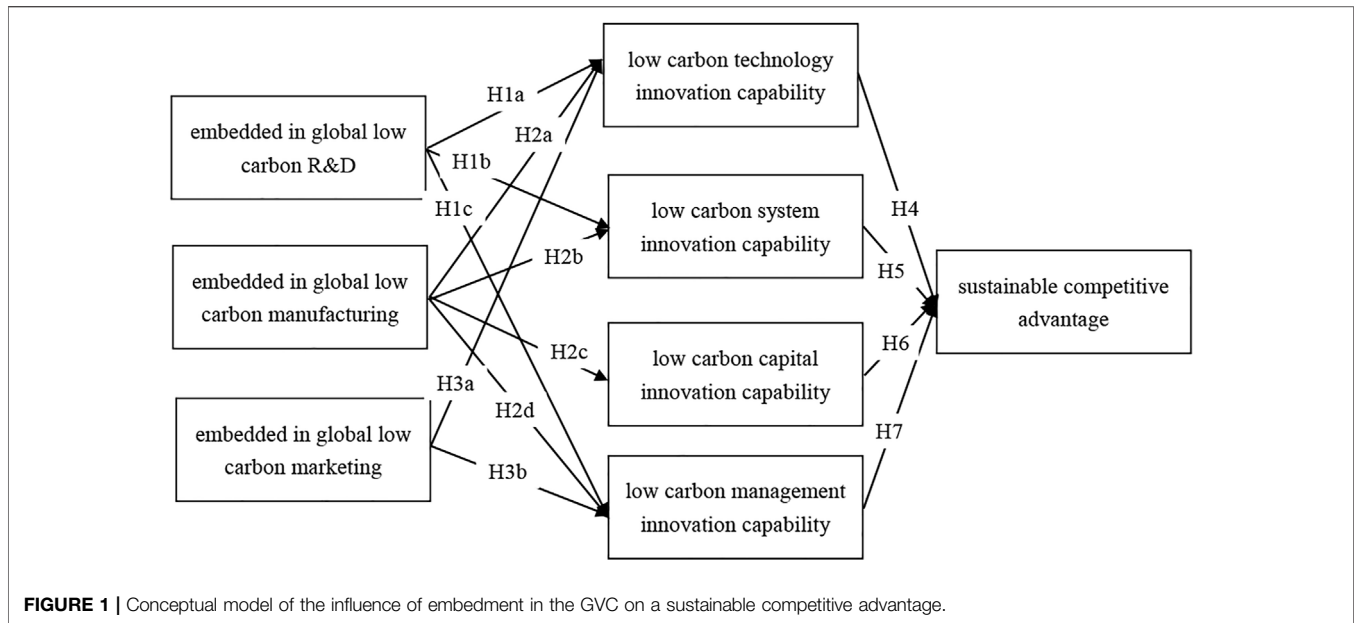 embedded in global low
carbon R&D
embedded in global low
carbon manufacturing
embedded in global low
carbon marketing
H1a
H2a
H1b
H1c
H2b
H2c
H3a
H2d
H3b
low carbon technology
innovation capability
low carbon system
innovation capability
low carbon capital
innovation capability
low carbon management
innovation capability
H4
H5
H6
H7
sustainable competitive
advantage
FIGURE 1 | Conceptual model of the influence of embedment in the GVC on a sustainable competitive advantage.